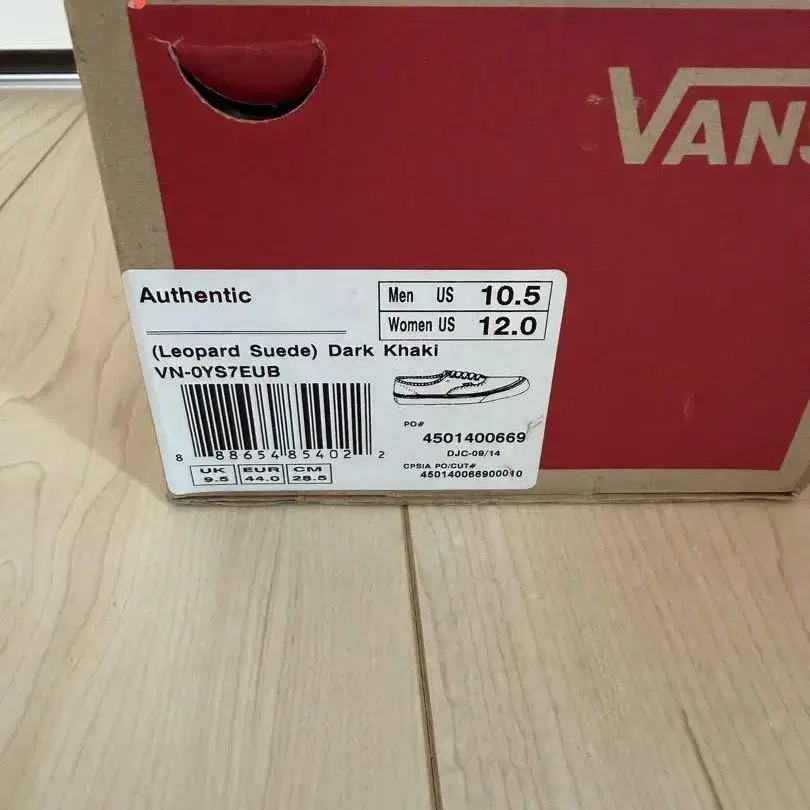 VANS
Authentic
Men US 10.5
Women US 12.0
(Leopard Suede) Dark Khaki
VN-0YS7EUB
8 88654 85402 2
PO#
4501400669
DJC-09/14
CPSIA PO/CUT#
450140066900010
UK EUR CM
9.5 44.0 28.5